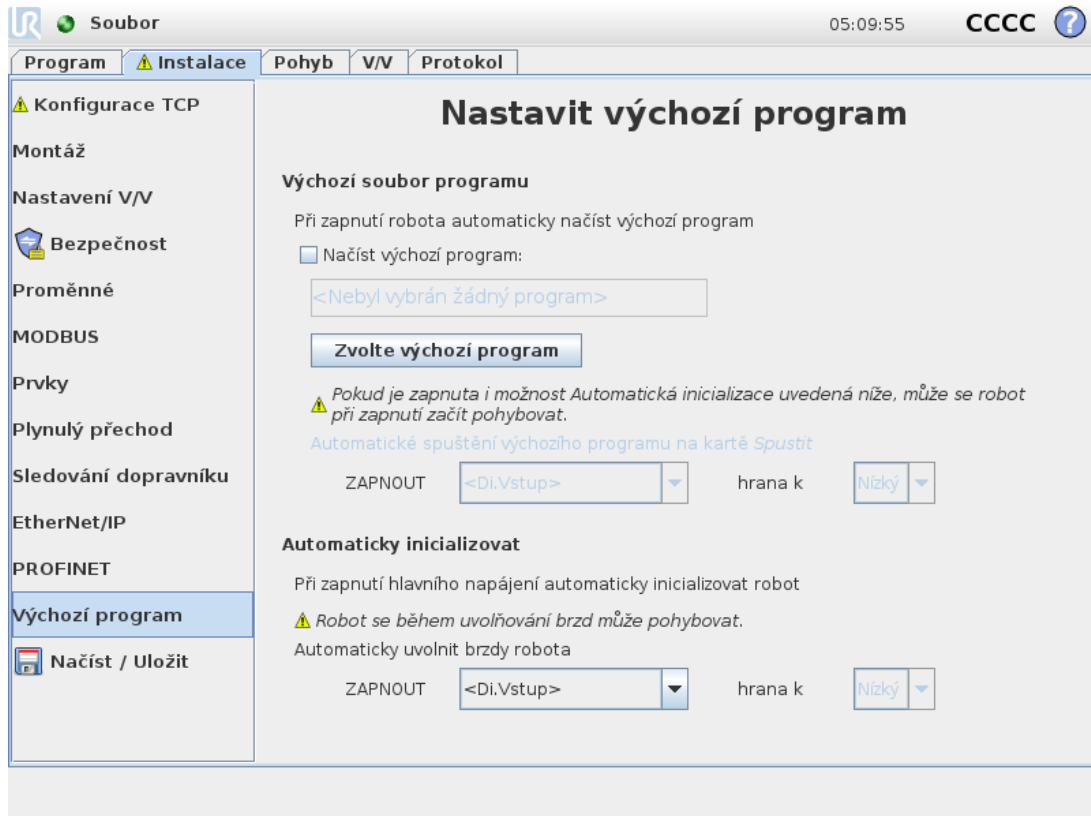 UR Soubor 05:09:55 CCCC ?
Program Instalace Pohyb V/V Protokol
Konfigurace TCP
Montáž
Nastavení V/V
Bezpečnost
Proměnné
MODBUS
Prvky
Plynulý přechod
Sledování dopravníku
EtherNet/IP
PROFINET
Výchozí program
Načíst / Uložit
Nastavit výchozí program
Výchozí soubor programu
Při zapnutí robota automaticky načíst výchozí program
Načíst výchozí program:
<Nebyl vybrán žádný program>
Zvolte výchozí program
Pokud je zapnuta i možnost Automatická inicializace uvedená níže, může se robot
při zapnutí začít pohybovat.
Automatické spuštění výchozího programu na kartě Spustit
ZAPNOUT <Di.Vstup> hrana k Nízký
Automaticky inicializovat
Při zapnutí hlavního napájení automaticky inicializovat robot
Robot se během uvolňování brzd může pohybovat.
Automaticky uvolnit brzdy robota
ZAPNOUT <Di.Vstup> hrana k Nízký